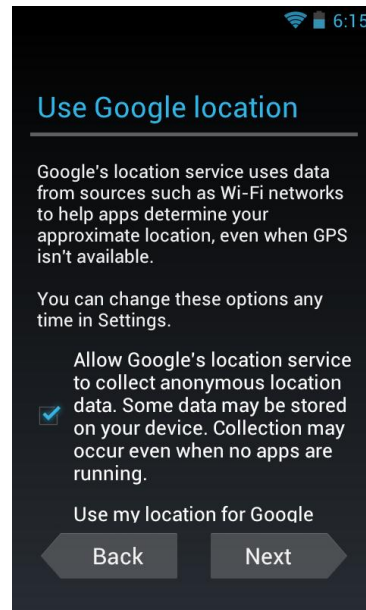 6:15
Use Google location
Google's location service uses data
from sources such as Wi-Fi networks
to help apps determine your
approximate location, even when GPS
isn't available.
You can change these options any
time in Settings.
Allow Google's location service
to collect anonymous location
data. Some data may be stored
on your device. Collection may
occur even when no apps are
running.
Use my location for Google
Back Next